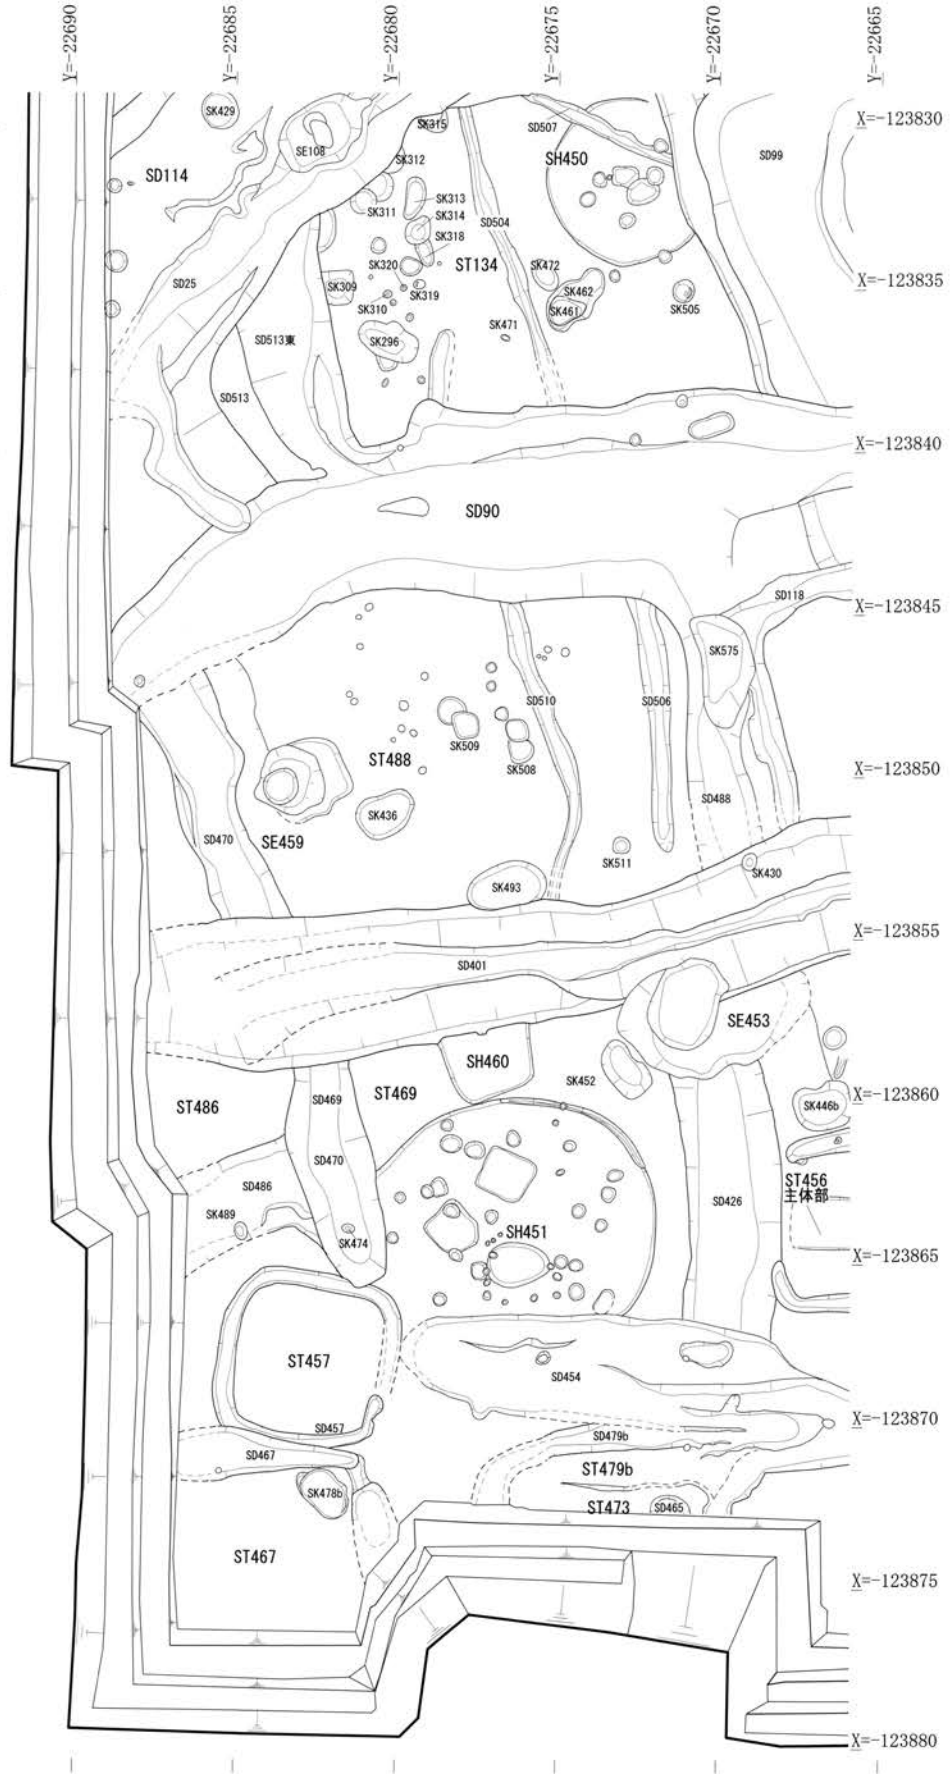 Y=-22690
Y=-22685
Y=-22680
Y=-22675
Y=-22670
Y=-22665
X=-123830
SK429
SK315
SD507
SE108
SK312
SH450
SD99
SD114
SK311
SK313
SK314
SD504
SK318
ST134
SK320
SK472
SD25
SK309
SK319
SK462
X=-123835
SK310
SK461
SK505
SK471
SD513東
SK296
SD513
X=-123840
SD90
SD118
X=-123845
SK575
SD510
SD506
SK509
ST488
SK508
X=-123850
SD488
SK436
SD470
SE459
SK511
SK430
SK493
X=-123855
SD401
SE453
SH460
SK452
ST486
SD469
ST469
X=-123860
SK446b
SD470
ST456
主体部
SD486
SD426
SK489
SH451
SK474
X=-123865
ST457
SD454
X=-123870
SD457
SD479b
SD467
ST479b
SK478b
ST473
SD465
ST467
X=-123875
X=-123880